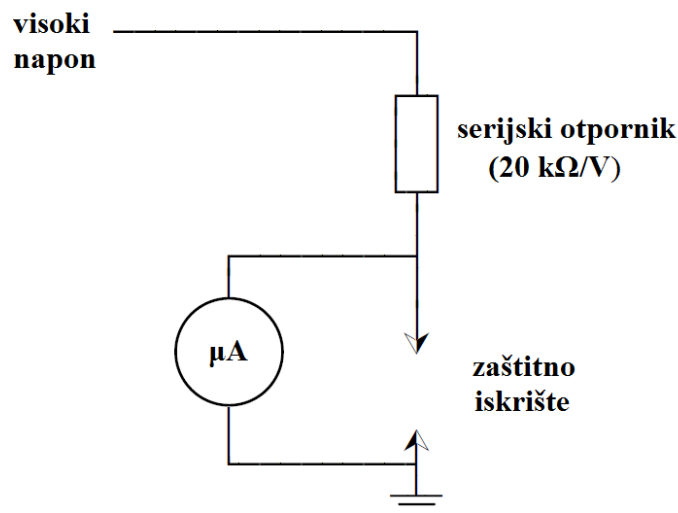 visoki
napon
serijski otpornik
(20 kΩ/V)
μA
zaštitno
iskrište